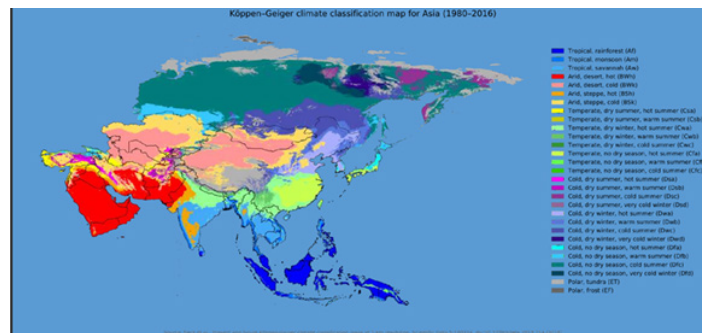 Köppen–Geiger climate classification map for Asia (1980–2016)
Tropical, rainforest (Af)
Tropical, monsoon (Am)
Tropical, savannah (Aw)
Arid, desert, hot (BWh)
Arid, desert, cold (BWk)
Arid, steppe, hot (BSh)
Arid, steppe, cold (BSk)
Temperate, dry summer, hot summer (Csa)
Temperate, dry summer, warm summer (Csb)
Temperate, dry winter, hot summer (Cwa)
Temperate, dry winter, warm summer (Cwb)
Temperate, dry winter, cold summer (Cwc)
Temperate, no dry season, hot summer (Cfa)
Temperate, no dry season, warm summer (Cf
Temperate, no dry season, cold summer (Cfc)
Cold, dry summer, hot summer (Dsa)
Cold, dry summer, warm summer (Dsb)
Cold, dry summer, cold summer (Dsc)
Cold, dry summer, very cold winter (Dsd)
Cold, dry winter, hot summer (Dwa)
Cold, dry winter, warm summer (Dwb)
Cold, dry winter, cold summer (Dwc)
Cold, dry winter, very cold winter (Dwd)
Cold, no dry season, hot summer (Dfa)
Cold, no dry season, warm summer (Dfb)
Cold, no dry season, cold summer (Dfc)
Cold, no dry season, very cold winter (Dfd)
Polar, tundra (ET)
Polar, frost (EF)